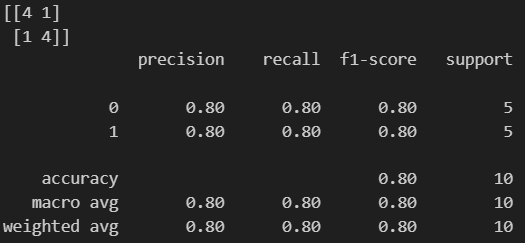 [[4 1]
[1 4]]
precision recall f1-score support
0 0.80 0.80 0.80 5
1 0.80 0.80 0.80 5
accuracy 0.80 10
macro avg 0.80 0.80 0.80 10
weighted avg 0.80 0.80 0.80 10